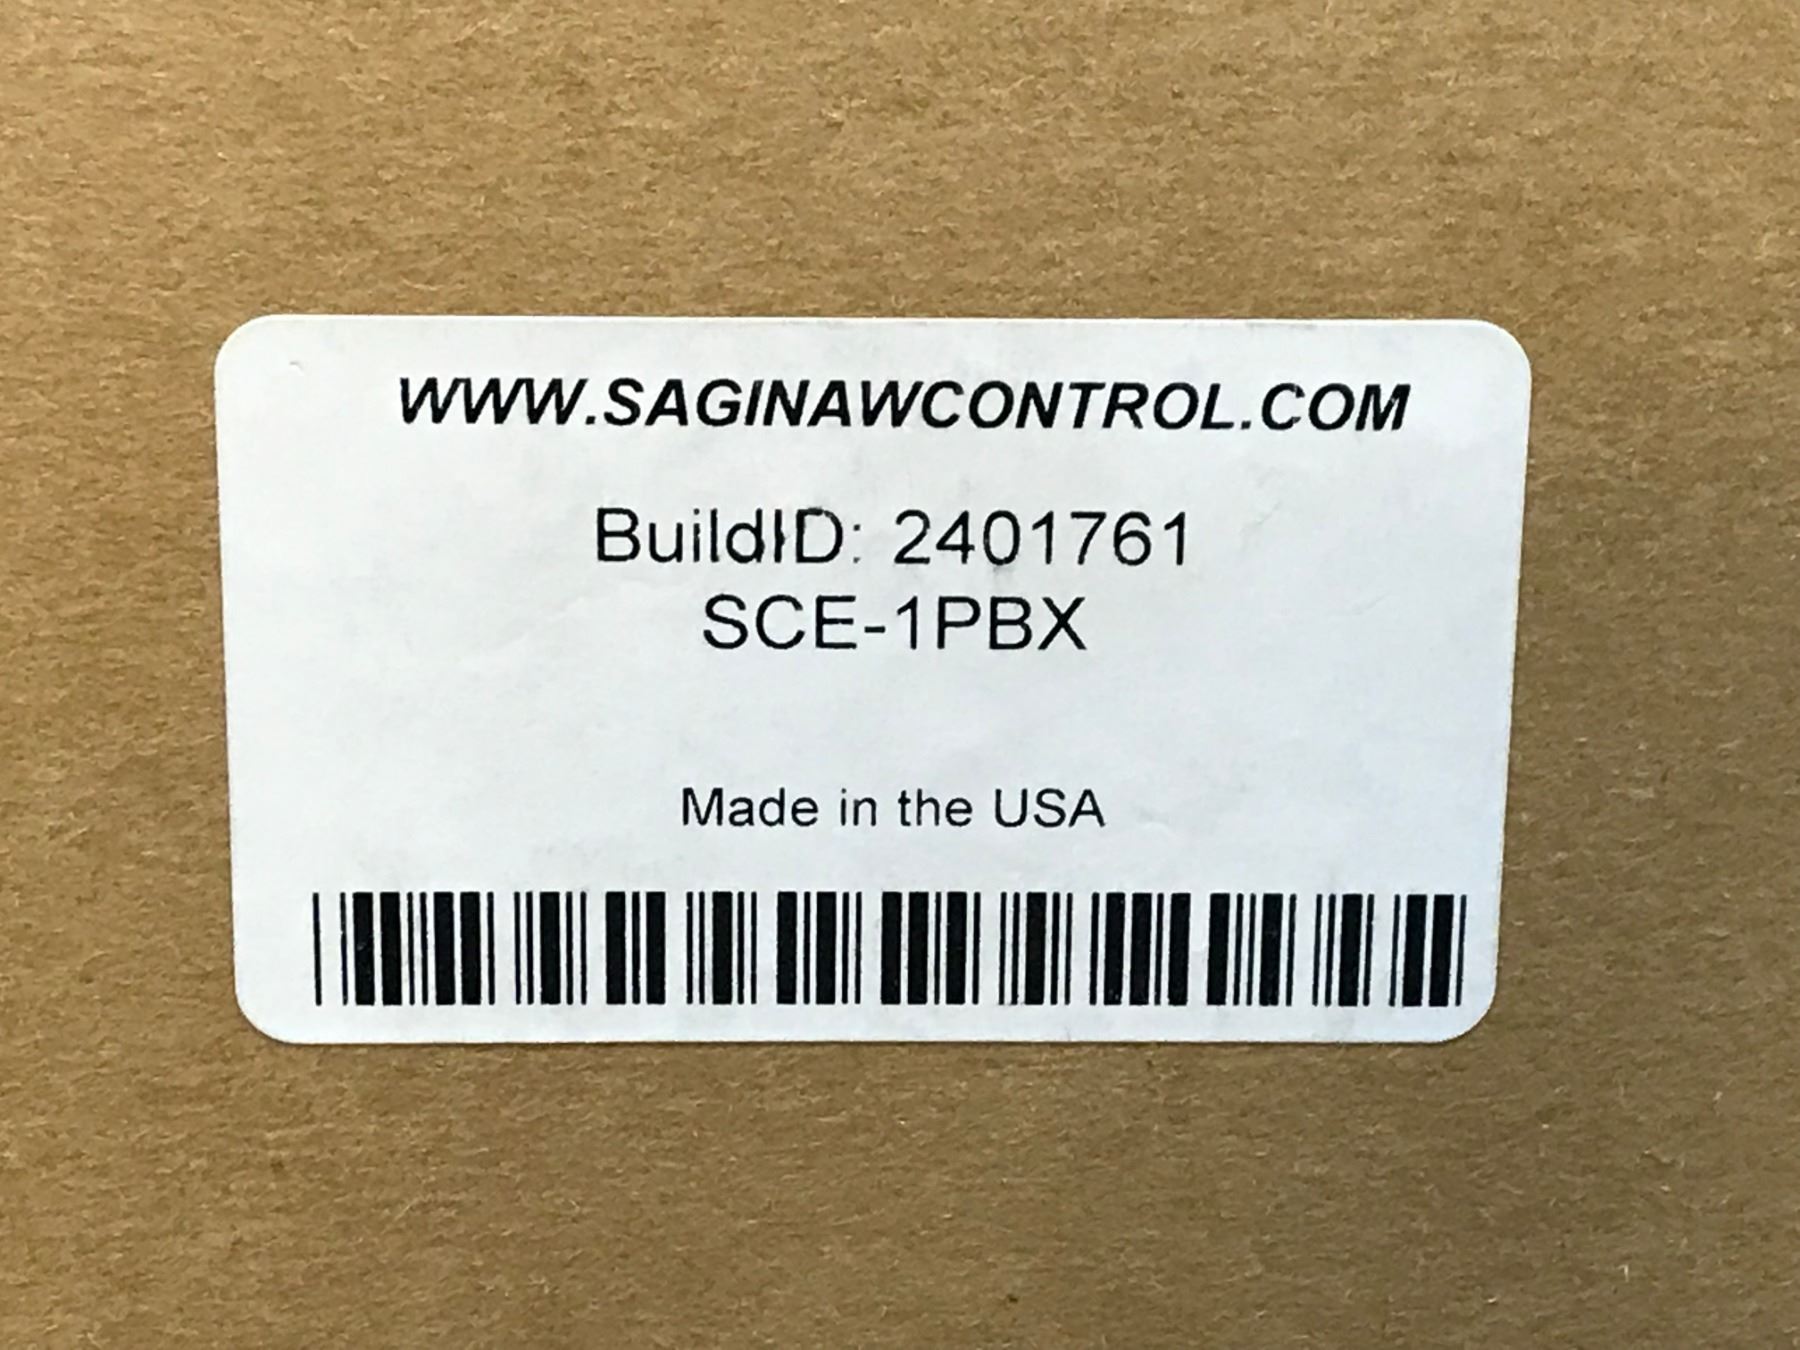 WWW.SAGINAWCONTROL.COM
BuildID: 2401761
SCE-1PBX
Made in the USA